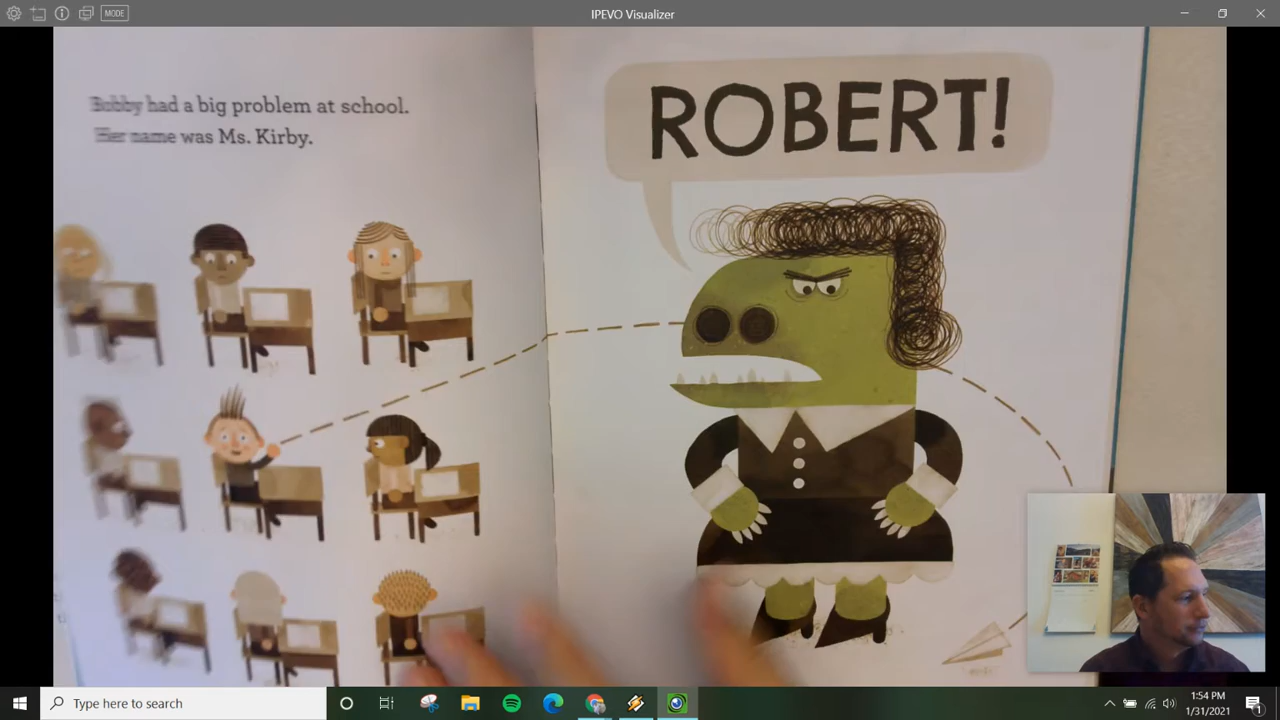 MODE
IPEVO Visualizer
Bobby had a big problem at school.
Her name was Ms. Kirby.
ROBERT!
Type here to search
1:54 PM
1/31/2021
1